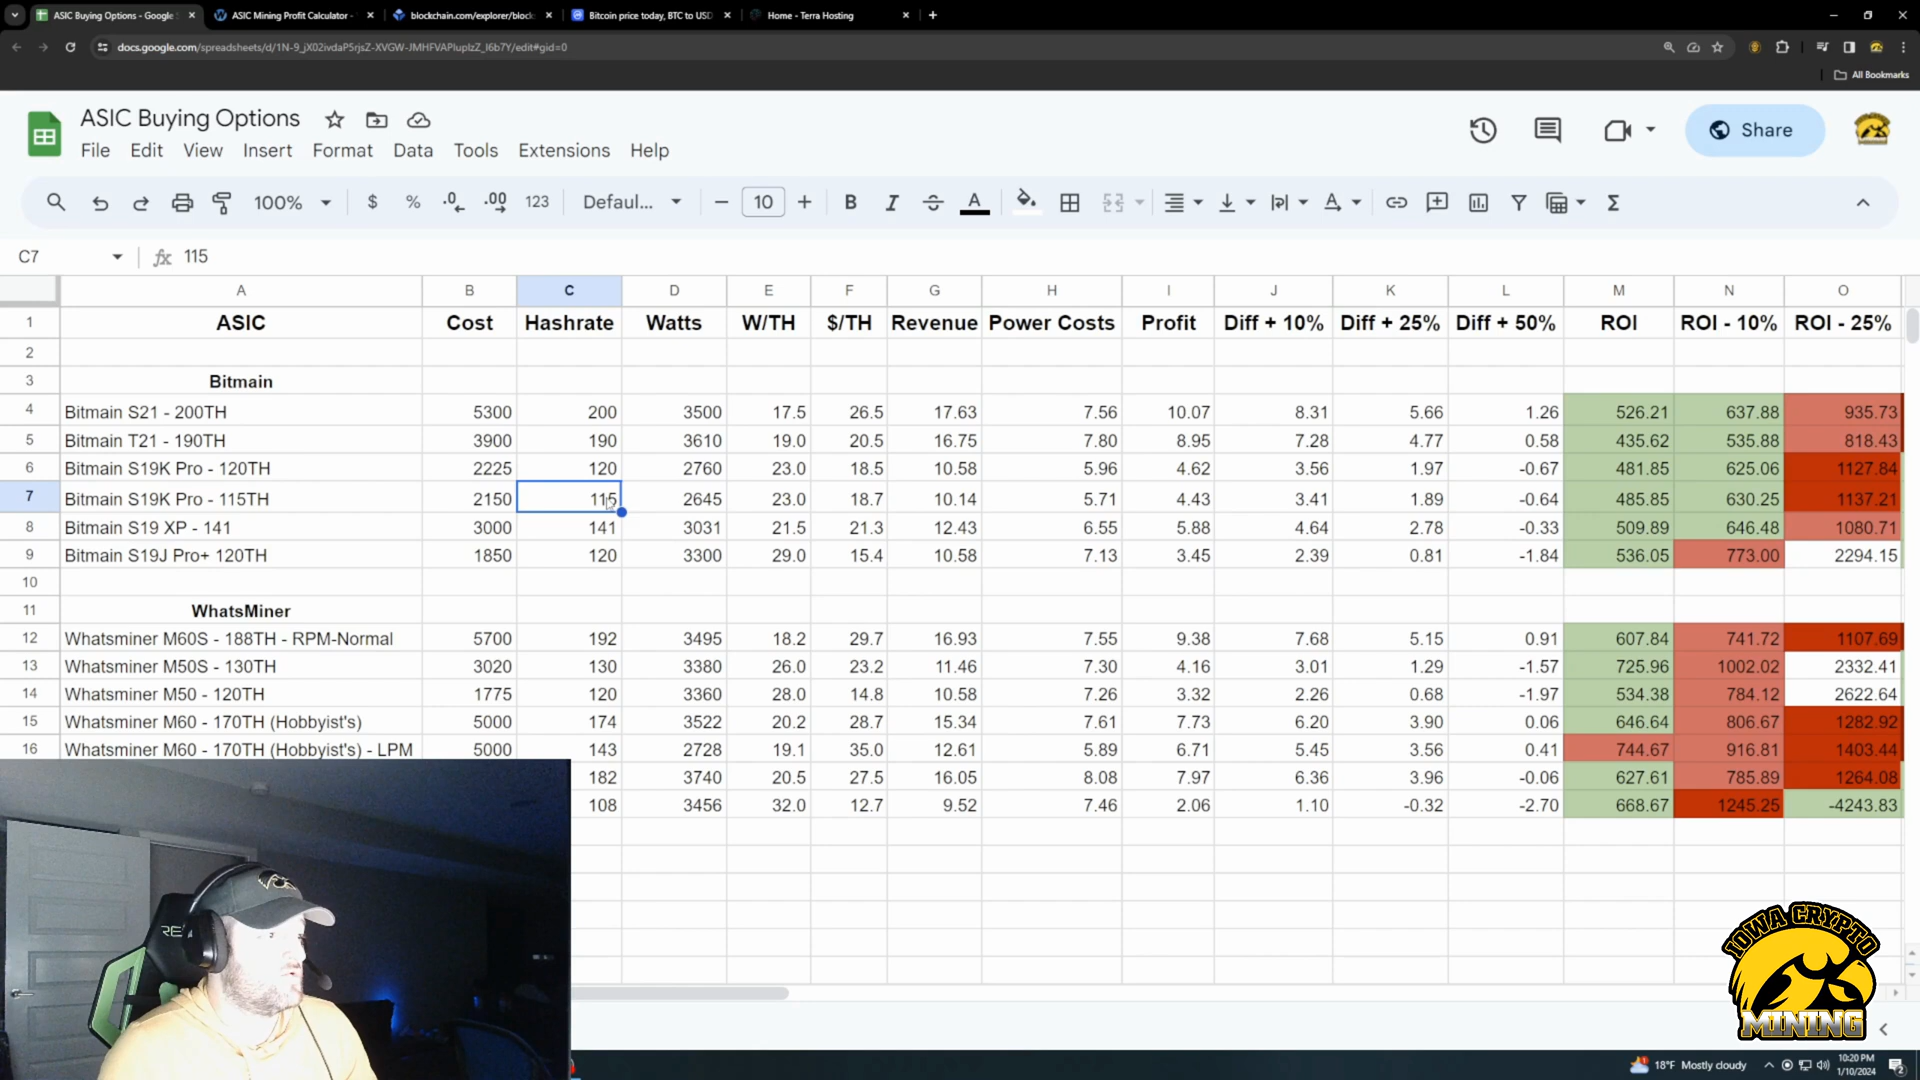 ASIC Buying Options - Google
ASIC Mining Profit Calculator -
blockchain.com/explorer/block
Bitcoin price today, BTC to USD
Home - Terra Hosting
docs.google.com/spreadsheets/d/1N-9_jX02ivdaP5rjsZ-XVGW-JMHFVAPIupIzZ_I6b7Y/edit#gid=0
All Bookmarks
ASIC Buying Options
File Edit View Insert Format Data Tools Extensions Help
Share
100% $ % .0 .00 123 Defaul... 10 B I S A
C7 fx 115
A B C D E F G H I J K L M N O
1 ASIC Cost Hashrate Watts W/TH $/TH Revenue Power Costs Profit Diff + 10% Diff + 25% Diff + 50% ROI ROI - 10% ROI - 25%
2
3 Bitmain
4 Bitmain S21 - 200TH 5300 200 3500 17.5 26.5 17.63 7.56 10.07 8.31 5.66 1.26 526.21 637.88 935.73
5 Bitmain T21 - 190TH 3900 190 3610 19.0 20.5 16.75 7.80 8.95 7.28 4.77 0.58 435.62 535.88 818.43
6 Bitmain S19K Pro - 120TH 2225 120 2760 23.0 18.5 10.58 5.96 4.62 3.56 1.97 -0.67 481.85 625.06 1127.84
7 Bitmain S19K Pro - 115TH 2150 115 2645 23.0 18.7 10.14 5.71 4.43 3.41 1.89 -0.64 485.85 630.25 1137.21
8 Bitmain S19 XP - 141 3000 141 3031 21.5 21.3 12.43 6.55 5.88 4.64 2.78 -0.33 509.89 646.48 1080.71
9 Bitmain S19J Pro+ 120TH 1850 120 3300 29.0 15.4 10.58 7.13 3.45 2.39 0.81 -1.84 536.05 773.00 2294.15
10
11 WhatsMiner
12 Whatsminer M60S - 188TH - RPM-Normal 5700 192 3495 18.2 29.7 16.93 7.55 9.38 7.68 5.15 0.91 607.84 741.72 1107.69
13 Whatsminer M50S - 130TH 3020 130 3380 26.0 23.2 11.46 7.30 4.16 3.01 1.29 -1.57 725.96 1002.02 2332.41
14 Whatsminer M50 - 120TH 1775 120 3360 28.0 14.8 10.58 7.26 3.32 2.26 0.68 -1.97 534.38 784.12 2622.64
15 Whatsminer M60 - 170TH (Hobbyist's) 5000 174 3522 20.2 28.7 15.34 7.61 7.73 6.20 3.90 0.06 646.64 806.67 1282.92
16 Whatsminer M60 - 170TH (Hobbyist's) - LPM 5000 143 2728 19.1 35.0 12.61 5.89 6.71 5.45 3.56 0.41 744.67 916.81 1403.44
182 3740 20.5 27.5 16.05 8.08 7.97 6.36 3.96 -0.06 627.61 785.89 1264.08
108 3456 32.0 12.7 9.52 7.46 2.06 1.10 -0.32 -2.70 668.67 1245.25 -4243.83
IOWA CRYPTO
MINING
18°F Mostly cloudy
10:20 PM
1/10/2024